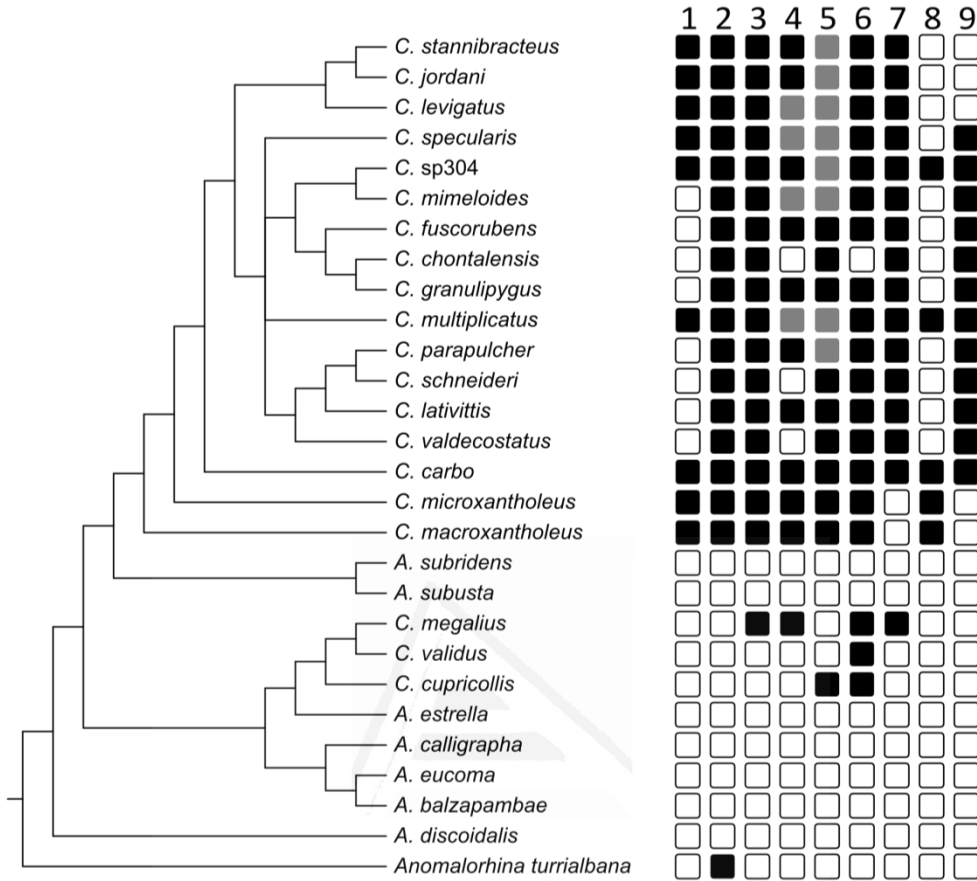 1 2 3 4 5 6 7 8 9
C. stannibracteus
C. jordani
C. levigatus
C. specularis
C. sp304
C. mimeloides
C. fuscorubens
C. chontalensis
C. granulipygus
C. multiplicatus
C. parapulcher
C. schneideri
C. lativittis
C. valdecostatus
C. carbo
C. microxantholeus
C. macroxantholeus
A. subridens
A. subusta
C. megalius
C. validus
C. cupricollis
A. estrella
A. calligrapha
A. eucoma
A. balzapambae
A. discoidalis
Anomalorhina turrialbana